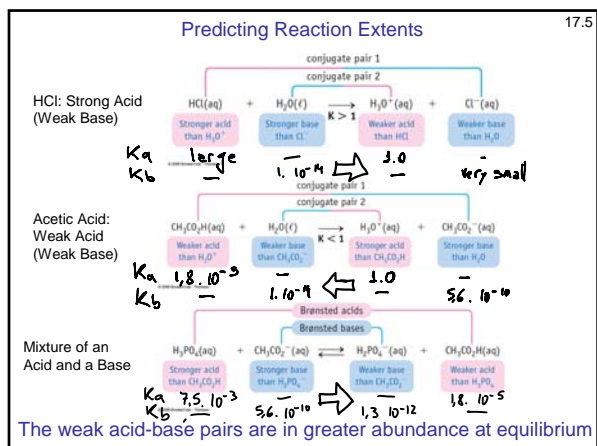 Predicting Reaction Extents
17.5
conjugate pair 1
conjugate pair 2
HCl: Strong Acid
(Weak Base)
HCl(aq) + H₂O(ℓ) → H₃O⁺(aq) + Cl⁻(aq)
K > 1
Stronger acid than H₃O⁺
Stronger base than Cl⁻
Weaker acid than HCl
Weaker base than H₂O
Ka large — 1.0 -
Kb — 1. 10⁻¹⁴ — very small
conjugate pair 1
conjugate pair 2
Acetic Acid:
Weak Acid
(Weak Base)
CH₃CO₂H(aq) + H₂O(ℓ) → H₃O⁺(aq) + CH₃CO₂⁻(aq)
K < 1
Weaker acid than H₃O⁺
Weaker base than CH₃CO₂⁻
Stronger acid than CH₃CO₂H
Stronger base than H₂O
Ka 1,8. 10⁻⁵ — 1.0 —
Kb — 1. 10⁻¹⁴ — 5,6. 10⁻¹⁰
Brønsted acids
Brønsted bases
Mixture of an
Acid and a Base
H₃PO₄(aq) + CH₃CO₂⁻(aq) ⇌ H₂PO₄⁻(aq) + CH₃CO₂H(aq)
Stronger acid than CH₃CO₂H
Stronger base than H₂PO₄⁻
Weaker base than CH₃CO₂⁻
Weaker acid than H₃PO₄
Ka 7,5. 10⁻³ — — 1,8. 10⁻⁵
Kb — 5,6. 10⁻¹⁰ 1,3 10⁻¹² —
The weak acid-base pairs are in greater abundance at equilibrium